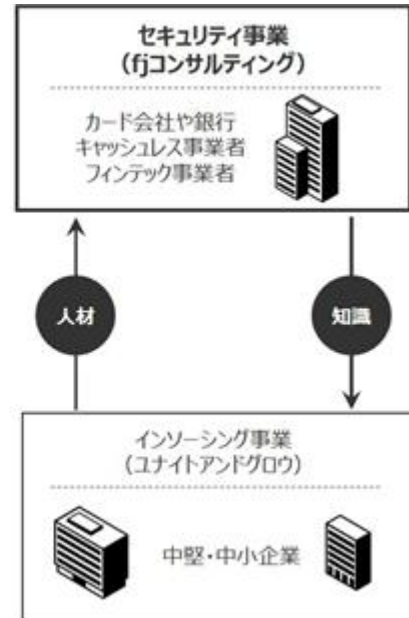 セキュリティ事業
(fjコンサルティング)
カード会社や銀行
キャッシュレス事業者
フィンテック事業者
人材
知識
インソーシング事業
(ユナイトアンドグロウ)
中堅・中小企業